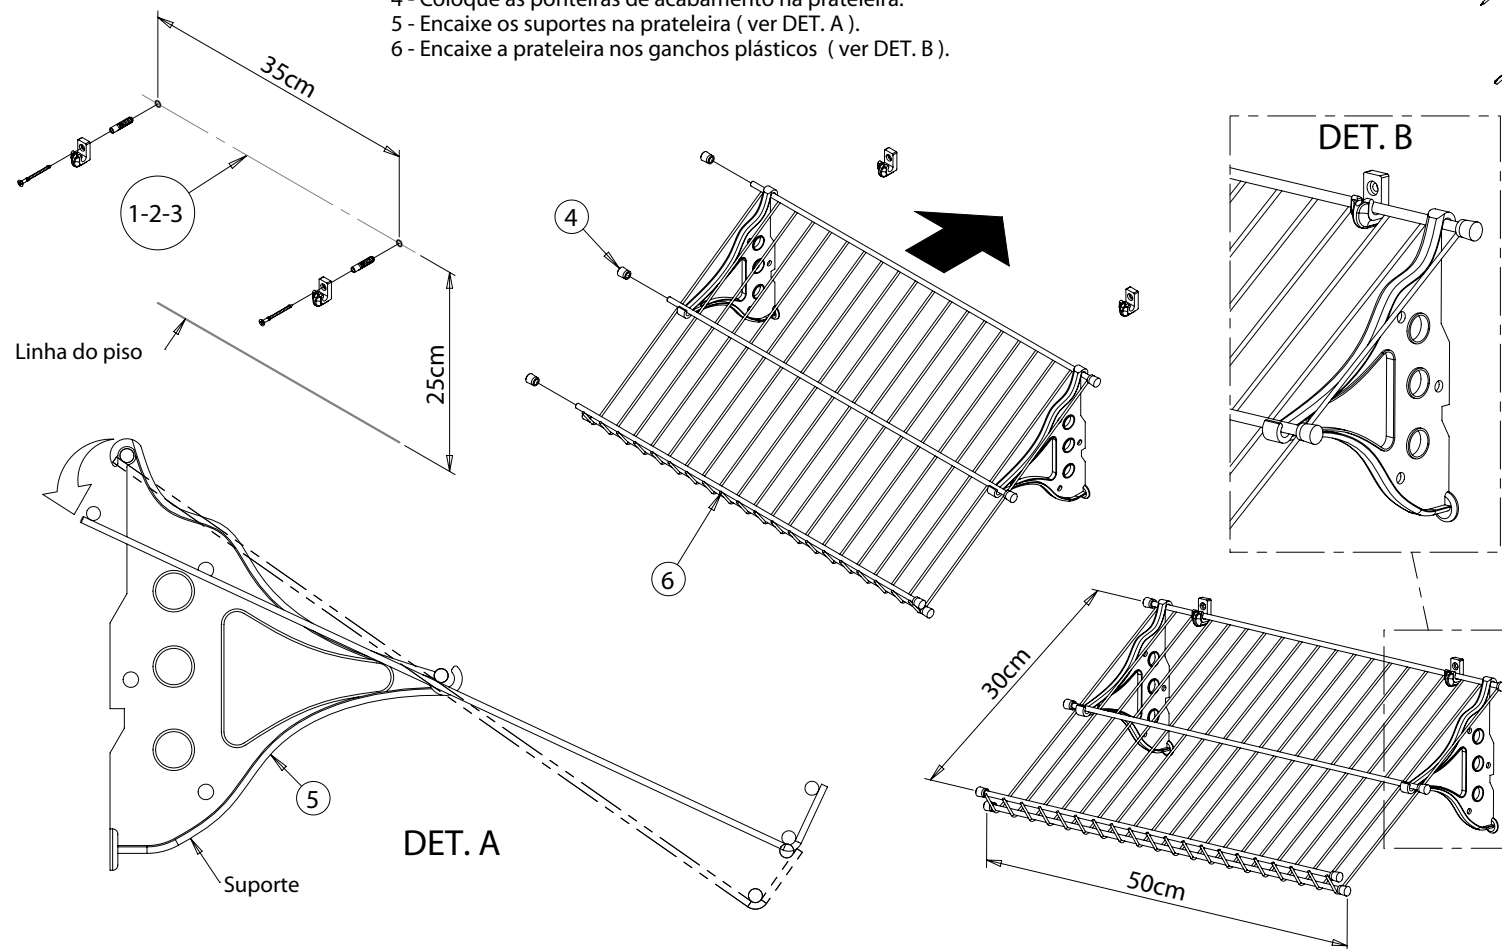 4 - Coloque as ponteiras de acabamento na prateleira.
5 - Encaixe os suportes na prateleira ( ver DET. A ).
6 - Encaixe a prateleira nos ganchos plásticos ( ver DET. B ).
35cm
1-2-3
4
DET. B
Linha do piso
25cm
6
30cm
5
DET. A
Suporte
50cm